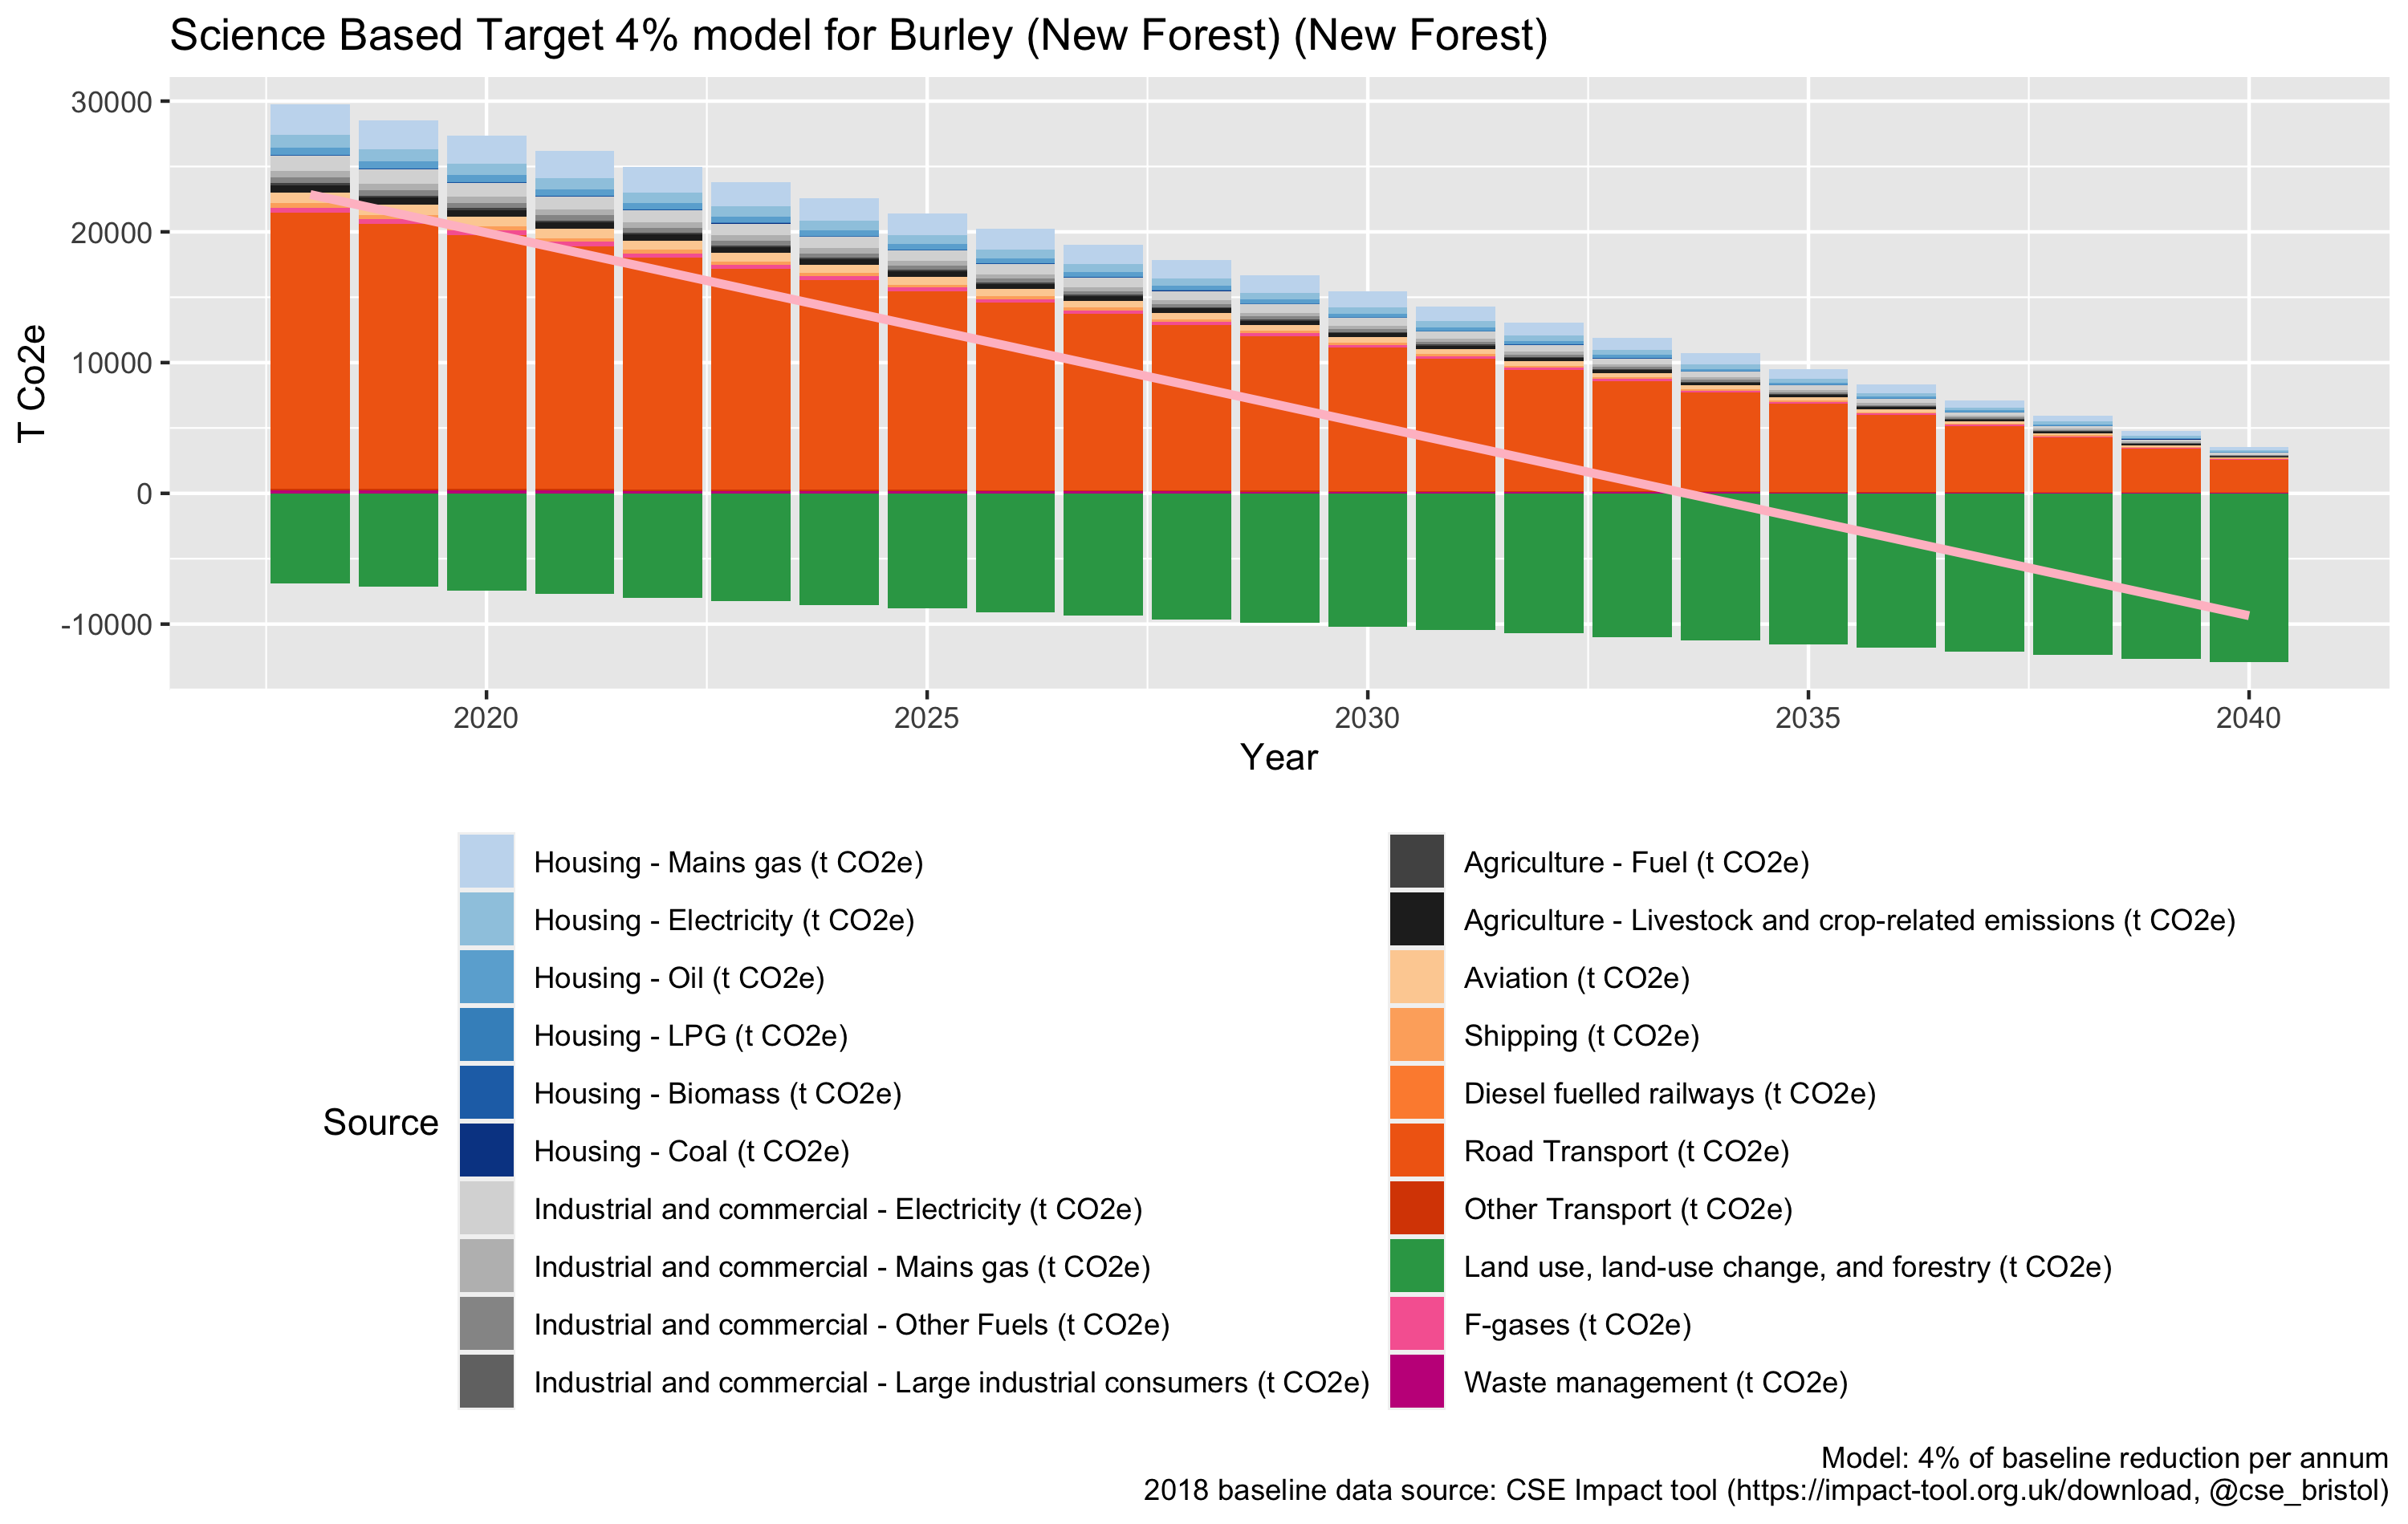 Science Based Target 4% model for Burley (New Forest) (New Forest)
T Co2e
30000
20000
10000
0
-10000
2020
2025
2030
2035
2040
Year
Source
Housing - Mains gas (t CO2e)
Housing - Electricity (t CO2e)
Housing - Oil (t CO2e)
Housing - LPG (t CO2e)
Housing - Biomass (t CO2e)
Housing - Coal (t CO2e)
Industrial and commercial - Electricity (t CO2e)
Industrial and commercial - Mains gas (t CO2e)
Industrial and commercial - Other Fuels (t CO2e)
Industrial and commercial - Large industrial consumers (t CO2e)
Agriculture - Fuel (t CO2e)
Agriculture - Livestock and crop-related emissions (t CO2e)
Aviation (t CO2e)
Shipping (t CO2e)
Diesel fuelled railways (t CO2e)
Road Transport (t CO2e)
Other Transport (t CO2e)
Land use, land-use change, and forestry (t CO2e)
F-gases (t CO2e)
Waste management (t CO2e)
Model: 4% of baseline reduction per annum
2018 baseline data source: CSE Impact tool (https://impact-tool.org.uk/download, @cse_bristol)